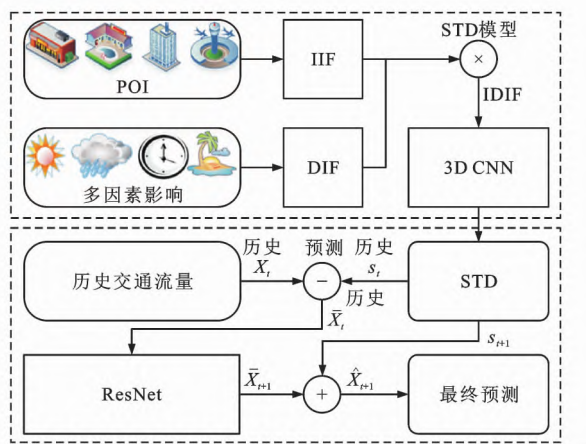 STD模型
POI
IIF
×
IDIF
多因素影响
DIF
3D CNN
历史 预测 历史
历史交通流量
X_t
−
s_t
STD
历史
X̄_t
s_{t+1}
ResNet
X̄_{t+1}
+
X̂_{t+1}
最终预测